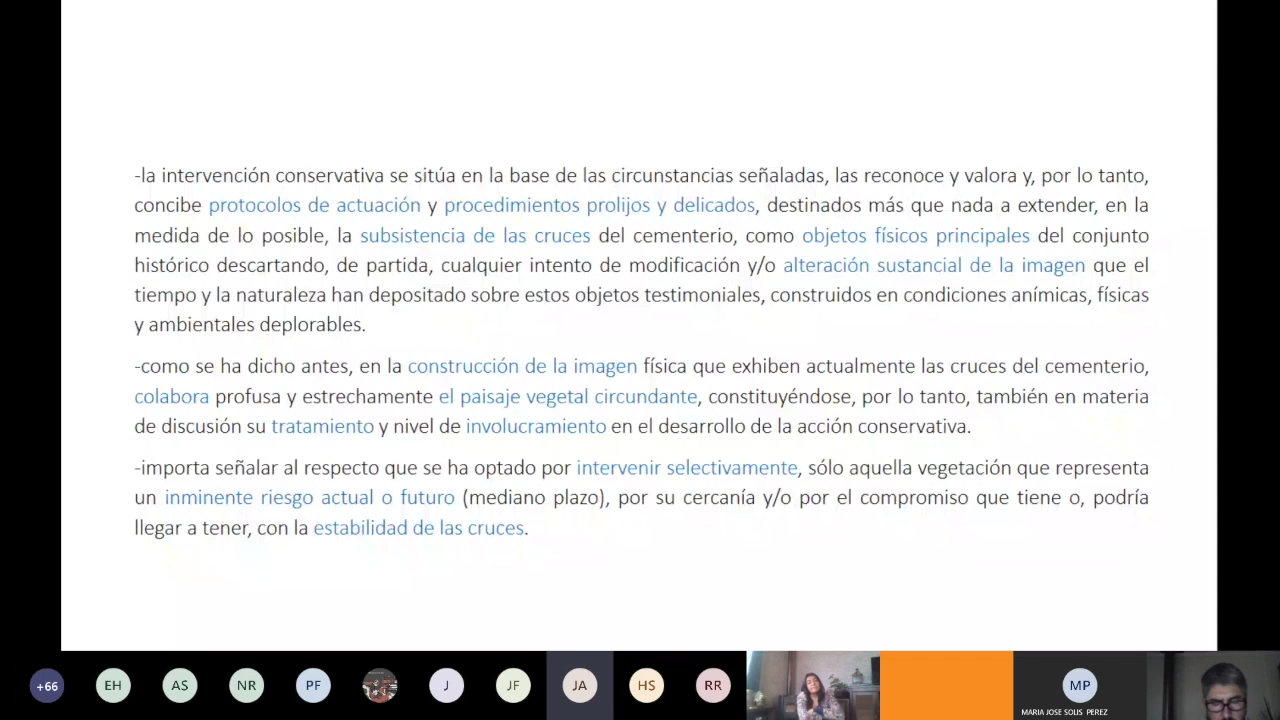 -la intervención conservativa se sitúa en la base de las circunstancias señaladas, las reconoce y valora y, por lo tanto,
concibe protocolos de actuación y procedimientos prolijos y delicados, destinados más que nada a extender, en la
medida de lo posible, la subsistencia de las cruces del cementerio, como objetos físicos principales del conjunto
histórico descartando, de partida, cualquier intento de modificación y/o alteración sustancial de la imagen que el
tiempo y la naturaleza han depositado sobre estos objetos testimoniales, construidos en condiciones anímicas, físicas
y ambientales deplorables.
-como se ha dicho antes, en la construcción de la imagen física que exhiben actualmente las cruces del cementerio,
colabora profusa y estrechamente el paisaje vegetal circundante, constituyéndose, por lo tanto, también en materia
de discusión su tratamiento y nivel de involucramiento en el desarrollo de la acción conservativa.
-importa señalar al respecto que se ha optado por intervenir selectivamente, sólo aquella vegetación que representa
un inminente riesgo actual o futuro (mediano plazo), por su cercanía y/o por el compromiso que tiene o, podría
llegar a tener, con la estabilidad de las cruces.
+66 EH AS NR PF J JF JA HS RR MP
MARIA JOSE SOLIS PEREZ